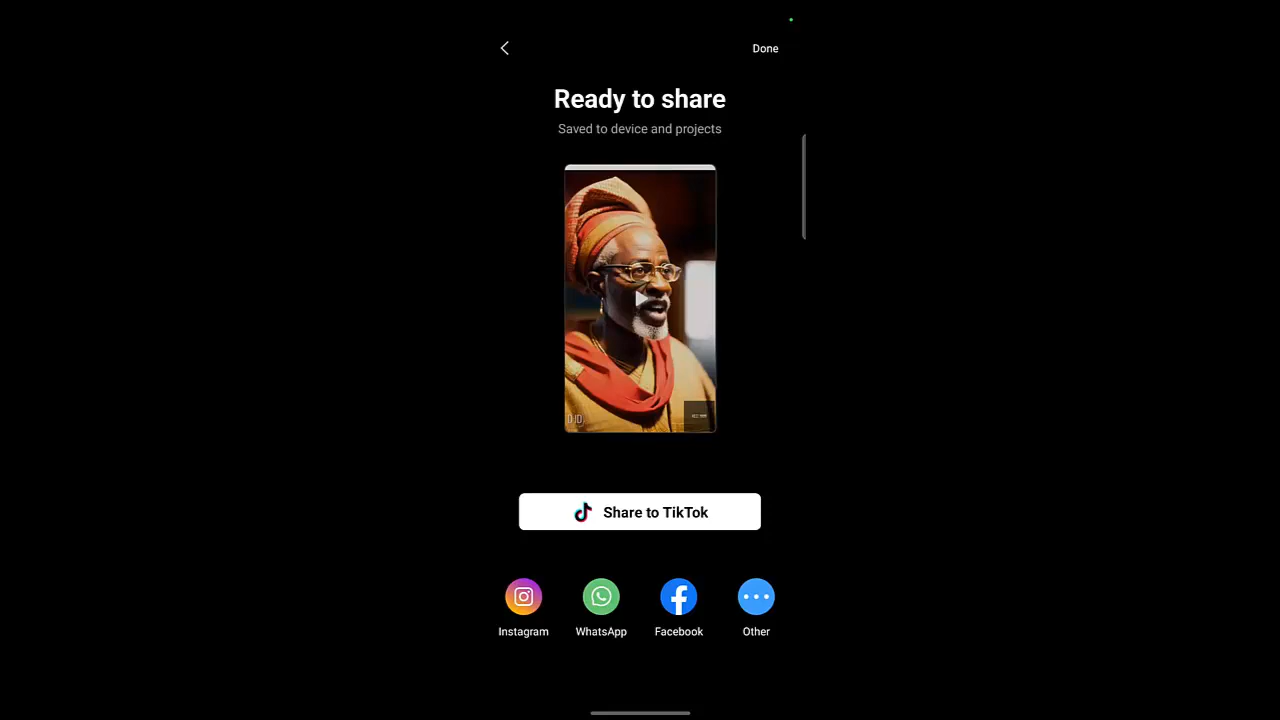 Done
Ready to share
Saved to device and projects
Share to TikTok
Instagram
WhatsApp
Facebook
Other